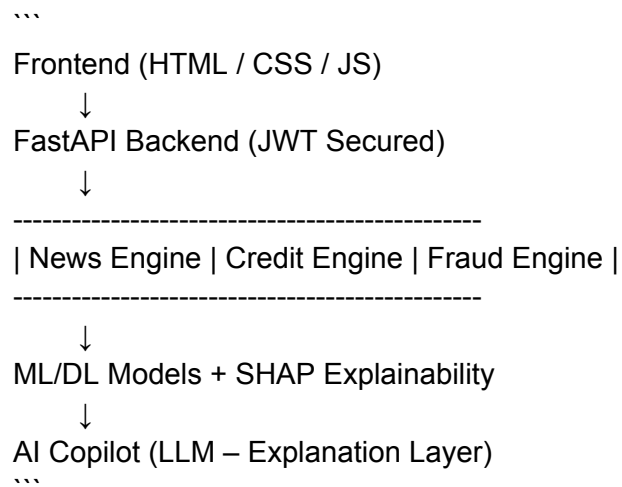 ```
Frontend (HTML / CSS / JS)
↓
FastAPI Backend (JWT Secured)
↓
------------------------------------------------
| News Engine | Credit Engine | Fraud Engine |
------------------------------------------------
↓
ML/DL Models + SHAP Explainability
↓
AI Copilot (LLM – Explanation Layer)
```